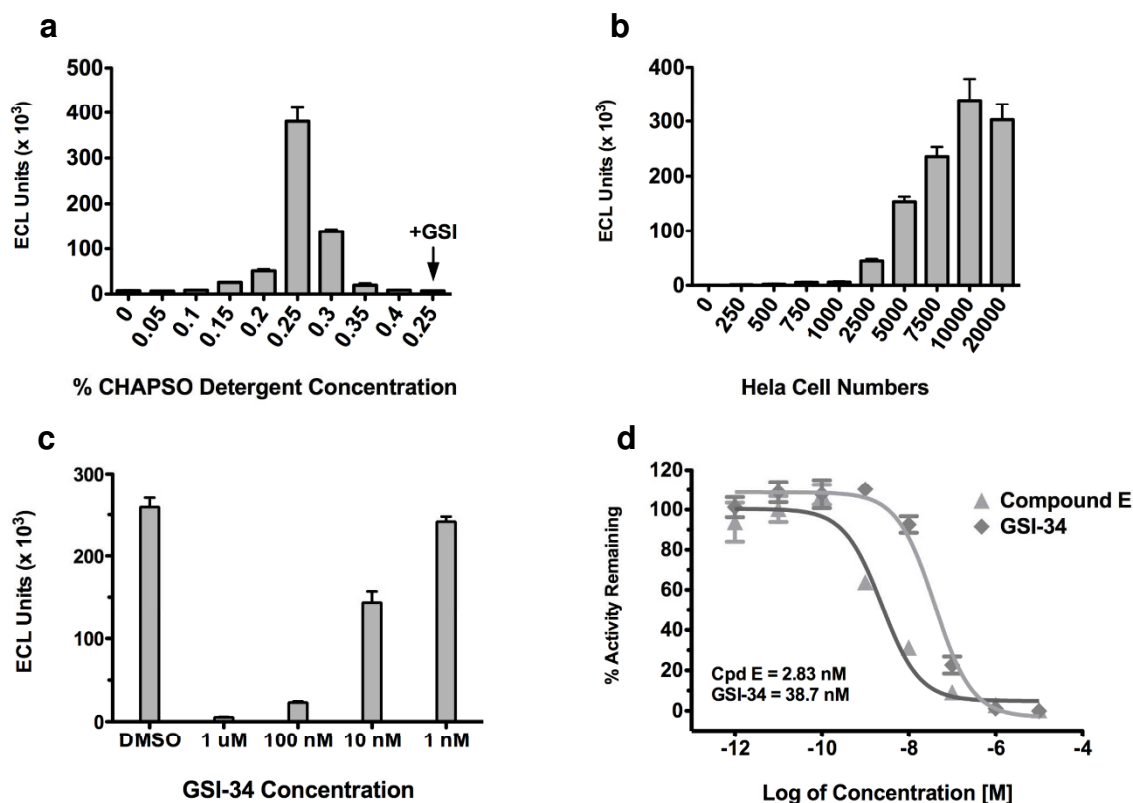 a
ECL Units (x 10³)
500
400
300
200
100
0
+GSI
0
0.05
0.1
0.15
0.2
0.25
0.3
0.35
0.4
0.25
% CHAPSO Detergent Concentration
b
ECL Units (x 10³)
400
300
200
100
0
0
250
500
750
1000
2500
5000
7500
10000
20000
Hela Cell Numbers
c
ECL Units (x 10³)
300
200
100
0
DMSO
1 uM
100 nM
10 nM
1 nM
GSI-34 Concentration
d
% Activity Remaining
120
100
80
60
40
20
0
Compound E
GSI-34
Cpd E = 2.83 nM
GSI-34 = 38.7 nM
-12
-10
-8
-6
-4
Log of Concentration [M]